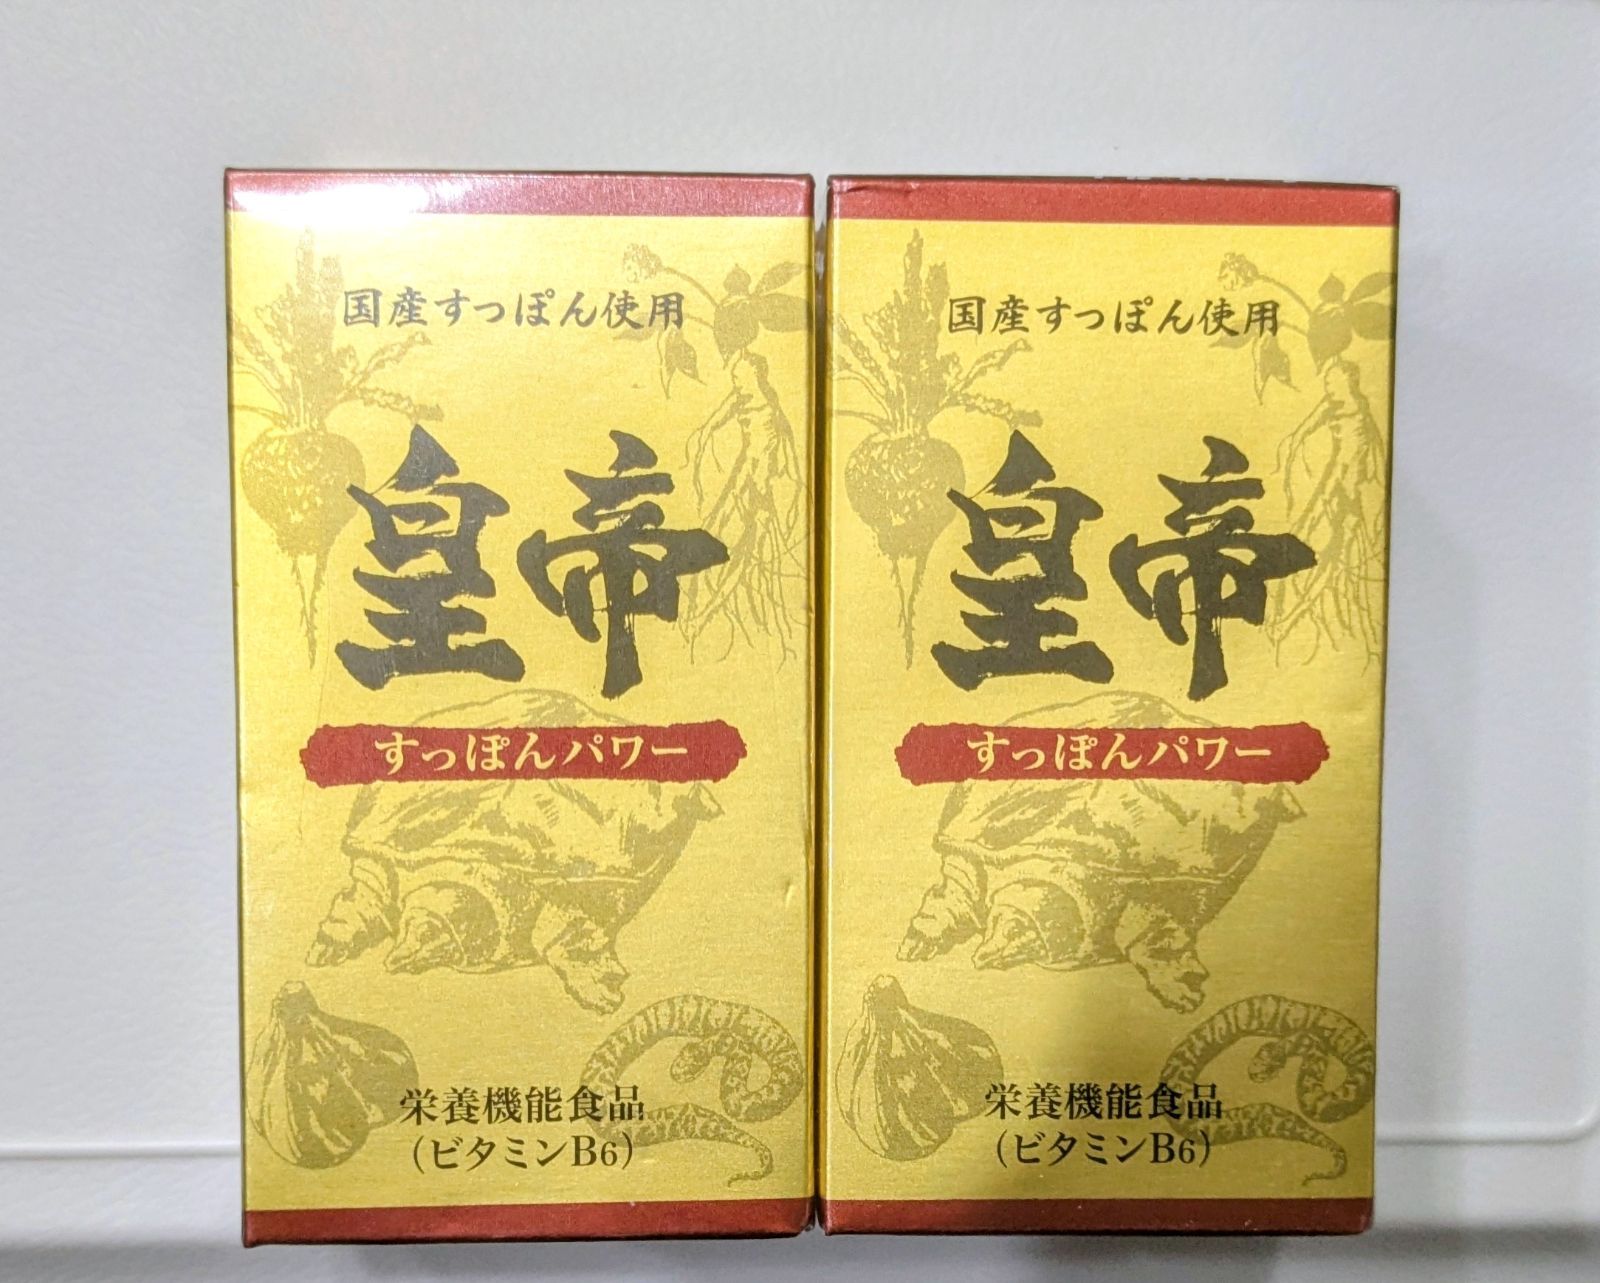 国産すっぽん使用
皇帝
すっぽんパワー
栄養機能食品
(ビタミンB6)
国産すっぽん使用
皇帝
すっぽんパワー
栄養機能食品
(ビタミンB6)